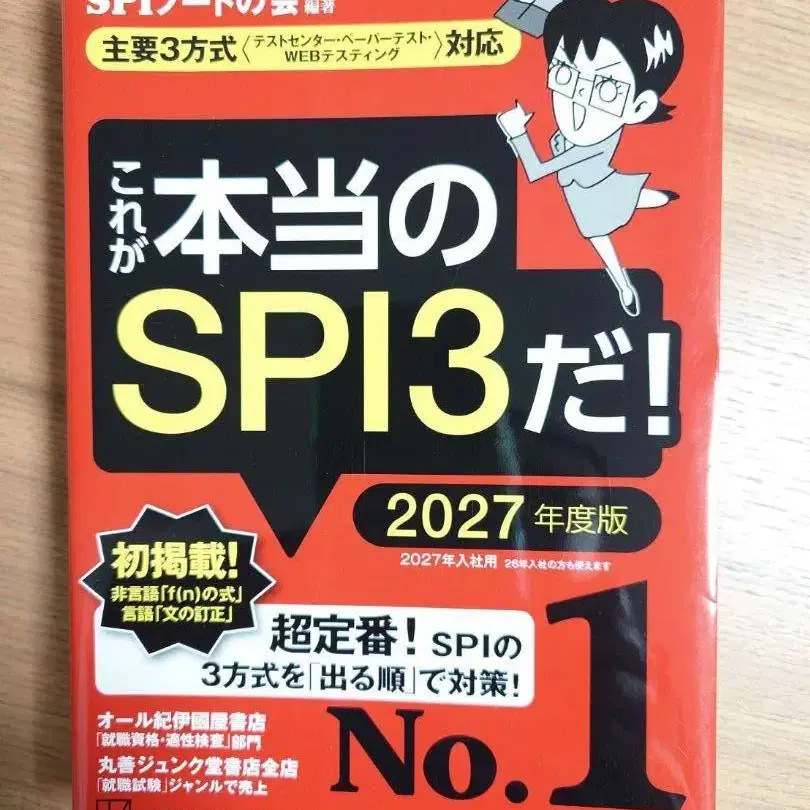 SPIノートの会 編著
主要3方式〈テストセンター・ペーパーテスト・
WEBテスティング〉対応
これが
本当の
SPI3だ!
2027年度版
2027年入社用 26年入社の方も使えます
初掲載!
非言語「f(n)の式」
言語「文の訂正」
超定番! SPIの
3方式を「出る順」で対策!
オール紀伊國屋書店
「就職資格・適性検査」部門
丸善ジュンク堂書店全店
「就職試験」ジャンルで売上
No.1